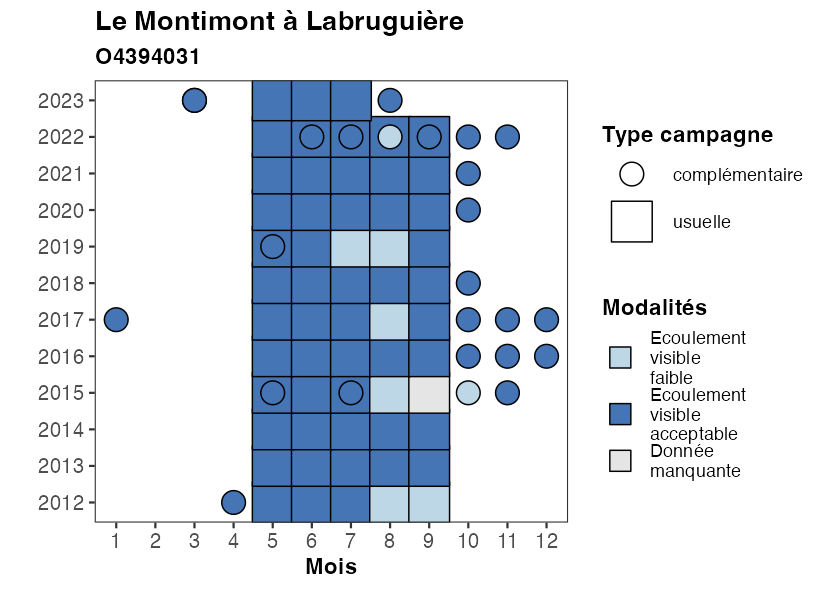 Le Montimont à Labruguière
O4394031
2023
2022
2021
2020
2019
2018
2017
2016
2015
2014
2013
2012
1 2 3 4 5 6 7 8 9 10 11 12
Mois
Type campagne
complémentaire
usuelle
Modalités
Ecoulement
visible
faible
Ecoulement
visible
acceptable
Donnée
manquante